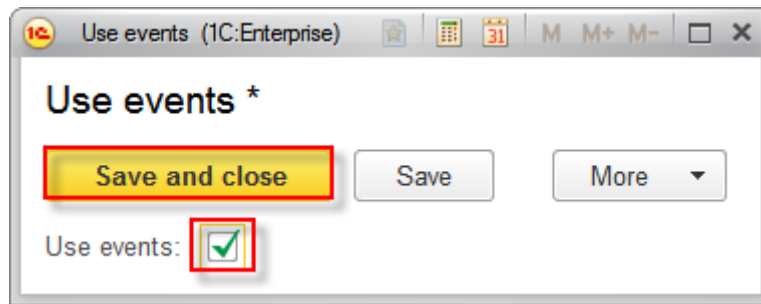 1C Use events (1C:Enterprise) 31 M M+ M-
Use events *
Save and close Save More
Use events: